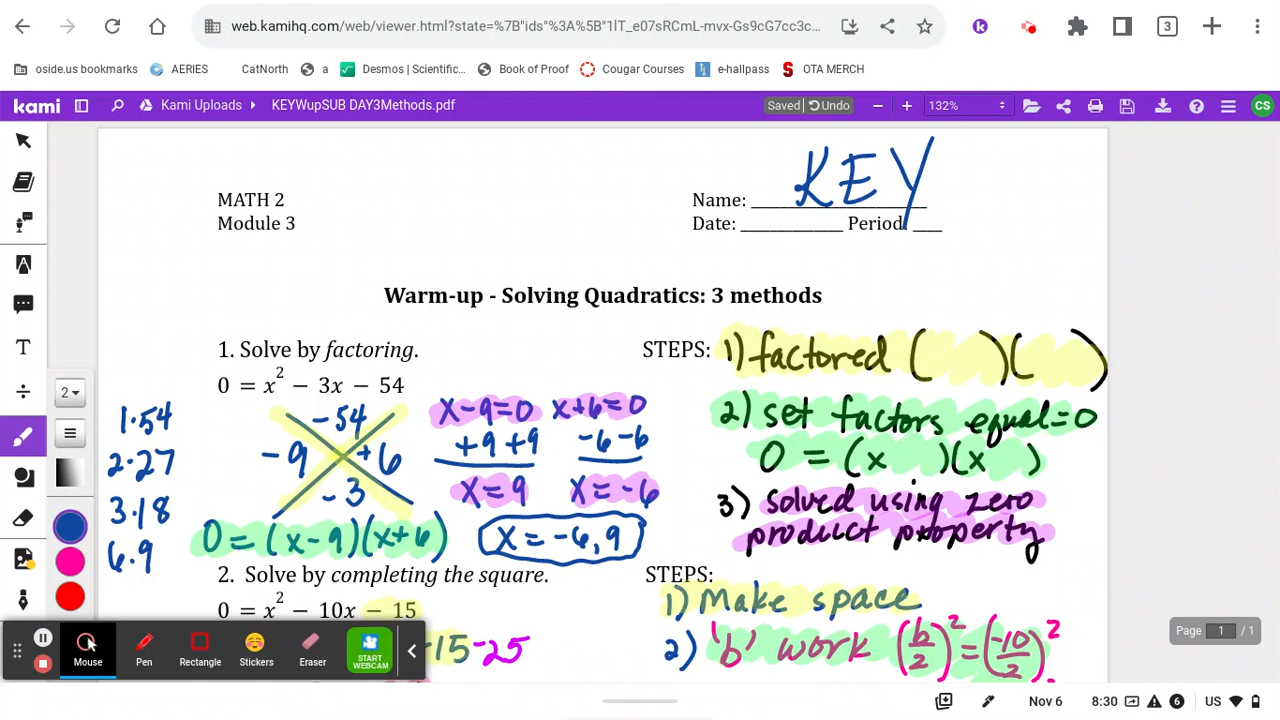 web.kamihq.com/web/viewer.html?state=%7B"ids"%3A%5B"1lT_e07sRCmL-mvx-Gs9cG7cc3c...
3
oside.us bookmarks AERIES CatNorth a Desmos | Scientific... Book of Proof Cougar Courses e-hallpass OTA MERCH
kami Kami Uploads > KEYWupSUB DAY3Methods.pdf Saved Undo 132% CS
MATH 2
Module 3
Name: KEY
Date: Period:
Warm-up - Solving Quadratics: 3 methods
1. Solve by factoring.
0 = x² − 3x − 54
1·54
2·27
3·18
6·9
-54
-9 +6
-3
0 = (x-9)(x+6)
x-9=0 x+6=0
+9 +9 -6 -6
x=9 x=-6
x = -6, 9
STEPS: 1) factored ( )( )
2) set factors equal=0
0 = (x )(x )
3) solved using zero
product property
2. Solve by completing the square.
0 = x² − 10x − 15
-15-25
STEPS:
1) Make space
2) 'b' work (b/2)² = (-10/2)²
2
Page 1 / 1
Mouse Pen Rectangle Stickers Eraser START WEBCAM
Nov 6 8:30 6 US